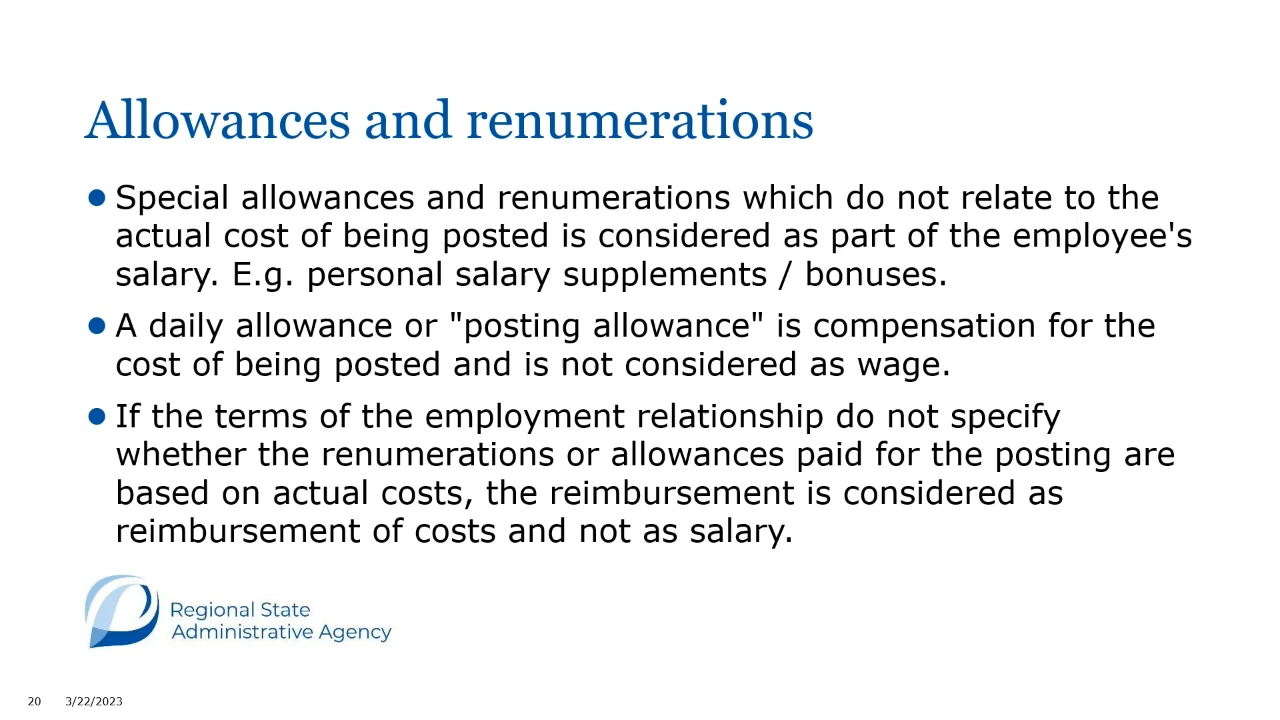 Allowances and renumerations
● Special allowances and renumerations which do not relate to the
actual cost of being posted is considered as part of the employee's
salary. E.g. personal salary supplements / bonuses.
● A daily allowance or "posting allowance" is compensation for the
cost of being posted and is not considered as wage.
● If the terms of the employment relationship do not specify
whether the renumerations or allowances paid for the posting are
based on actual costs, the reimbursement is considered as
reimbursement of costs and not as salary.
Regional State
Administrative Agency
20 3/22/2023